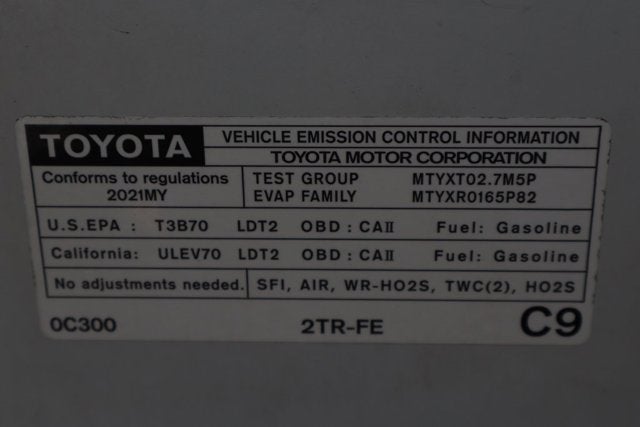 TOYOTA VEHICLE EMISSION CONTROL INFORMATION
TOYOTA MOTOR CORPORATION
Conforms to regulations TEST GROUP MTYXT02.7M5P
2021MY EVAP FAMILY MTYXR0165P82
U.S.EPA : T3B70 LDT2 OBD : CAII Fuel: Gasoline
California: ULEV70 LDT2 OBD : CAII Fuel: Gasoline
No adjustments needed. SFI, AIR, WR-HO2S, TWC(2), HO2S
0C300 2TR-FE C9